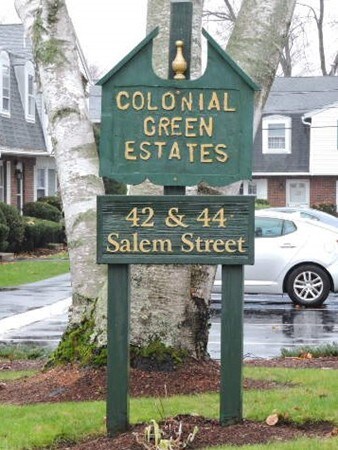 COLONIAL
GREEN
ESTATES
42 & 44
Salem Street